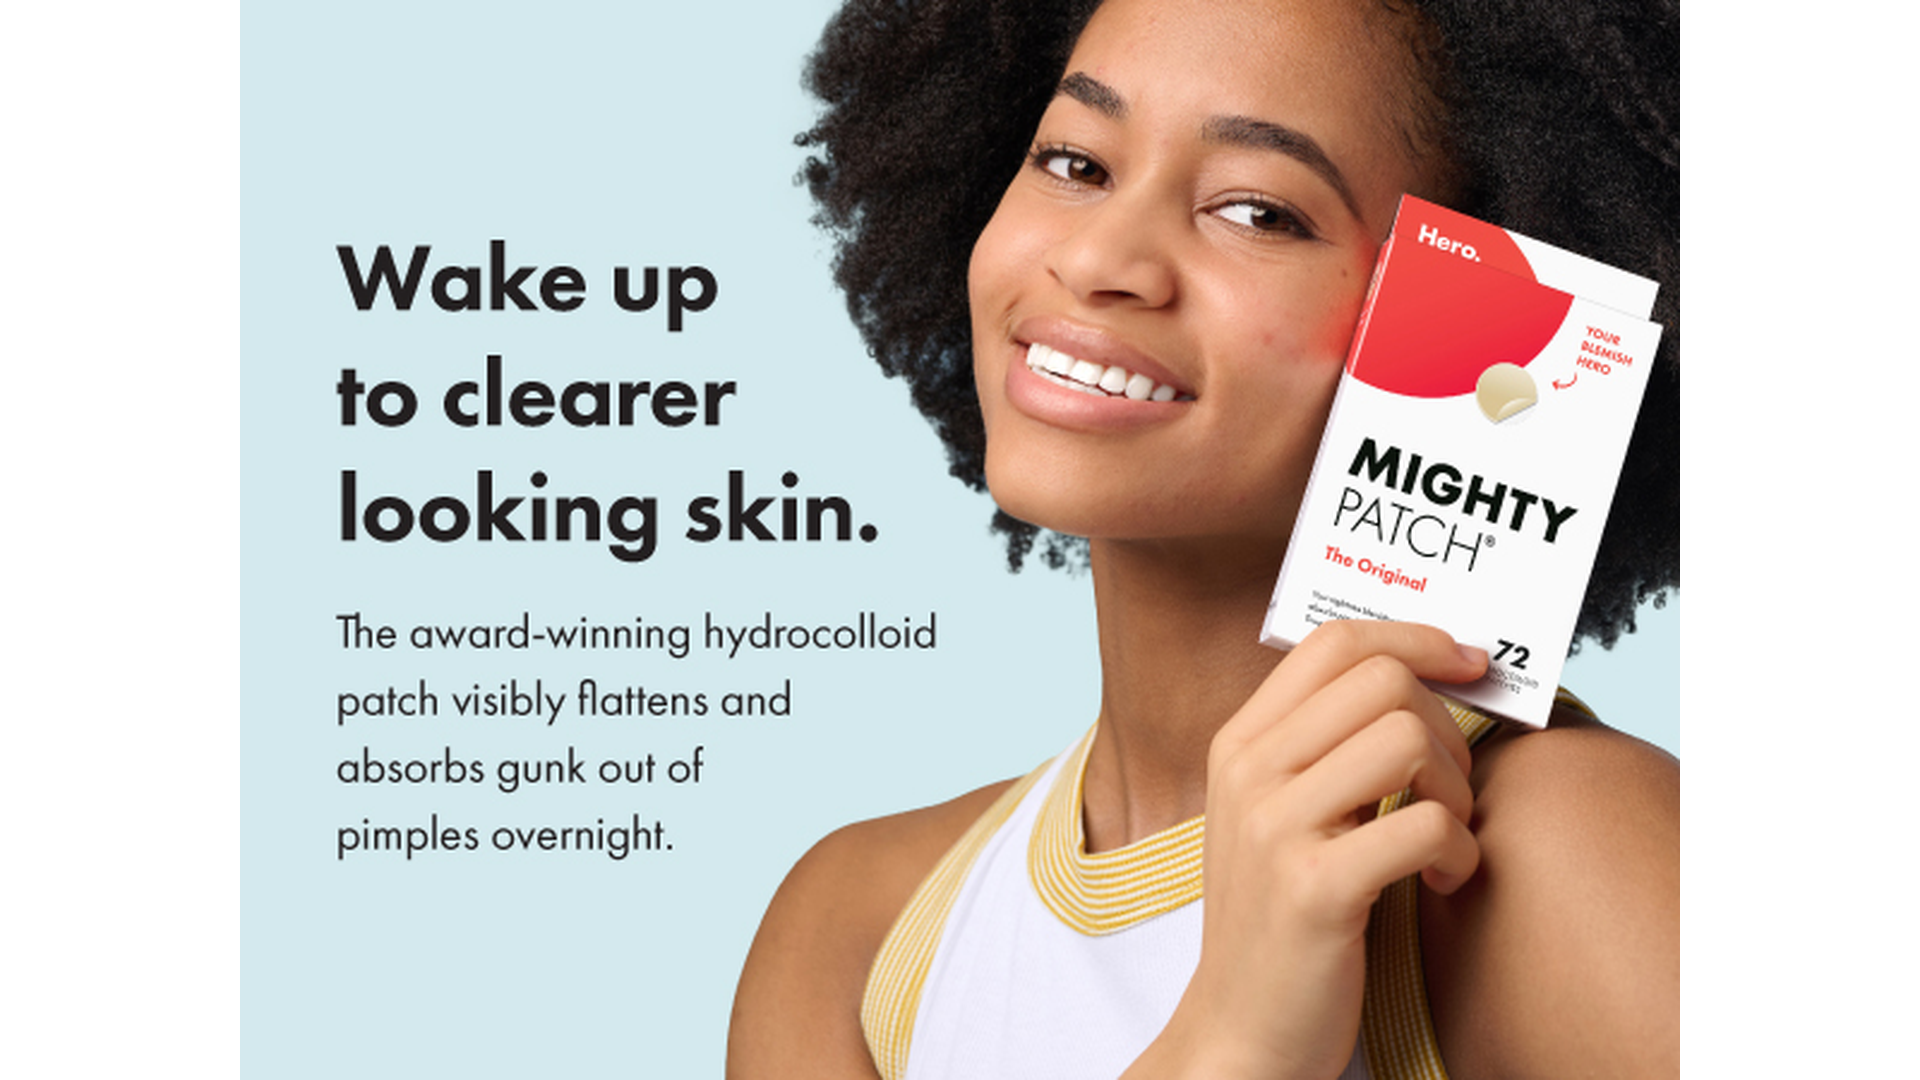 Wake up
to clearer
looking skin.
The award-winning hydrocolloid
patch visibly flattens and
absorbs gunk out of
pimples overnight.
Hero.
YOUR
BLEMISH
HERO
MIGHTY
PATCH®
The Original
72